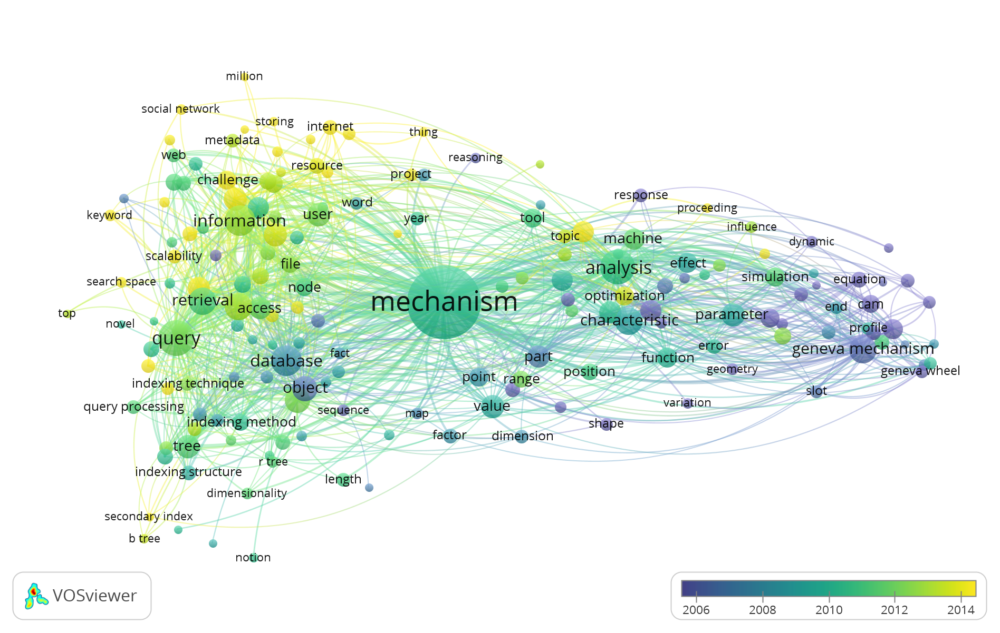 million
social network
storing
internet
thing
metadata
web
reasoning
resource
project
challenge
response
word
proceeding
keyword
information
user
year
tool
influence
topic
machine
dynamic
scalability
file
analysis
effect
simulation
equation
search space
node
optimization
retrieval
access
mechanism
end
cam
top
novel
characteristic
parameter
profile
query
fact
error
geneva mechanism
database
part
function
indexing technique
object
point
range
position
geometry
geneva wheel
slot
query processing
sequence
map
value
variation
indexing method
shape
factor
dimension
tree
r tree
indexing structure
length
dimensionality
secondary index
b tree
notion
VOSviewer
2006 2008 2010 2012 2014